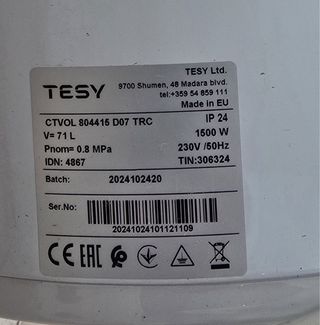 TESY
TESY Ltd.
9700 Shumen, 48 Madara blvd.
tel:+359 54 859 111
Made in EU
CTVOL 804415 D07 TRC IP 24
V= 71 L 1500 W
Pnom= 0.8 MPa 230V /50Hz
IDN: 4867 TIN:306324
Batch: 2024102420
Ser.No:
20241024101121109
CE EAC